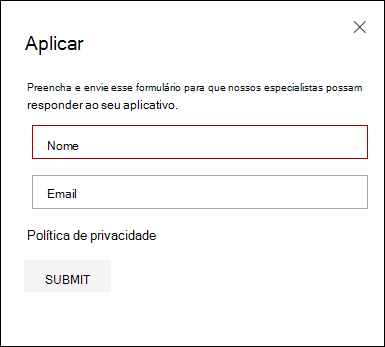 Aplicar
Preencha e envie esse formulário para que nossos especialistas possam
responder ao seu aplicativo.
Nome
Email
Política de privacidade
SUBMIT